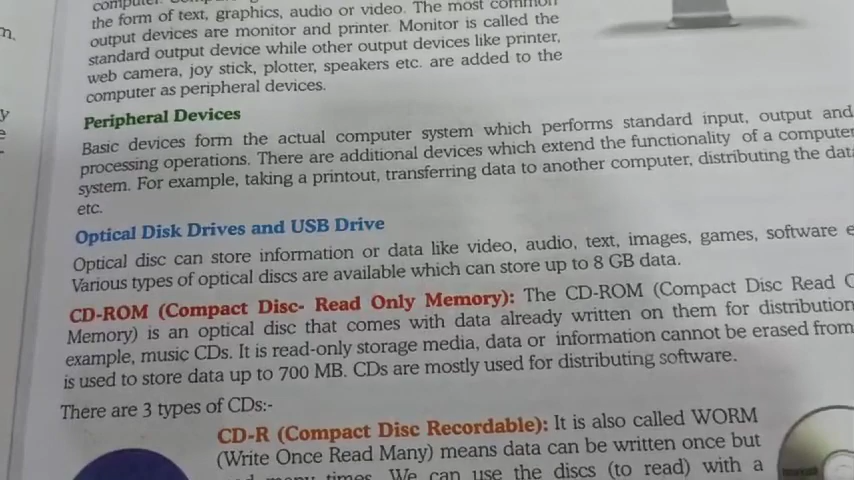 the form of text, graphics, audio or video. The most common
output devices are monitor and printer. Monitor is called the
standard output device while other output devices like printer,
web camera, joy stick, plotter, speakers etc. are added to the
computer as peripheral devices.
Peripheral Devices
Basic devices form the actual computer system which performs standard input, output and
processing operations. There are additional devices which extend the functionality of a computer
system. For example, taking a printout, transferring data to another computer, distributing the data
etc.
Optical Disk Drives and USB Drive
Optical disc can store information or data like video, audio, text, images, games, software e
Various types of optical discs are available which can store up to 8 GB data.
CD-ROM (Compact Disc- Read Only Memory): The CD-ROM (Compact Disc Read O
Memory) is an optical disc that comes with data already written on them for distribution
example, music CDs. It is read-only storage media, data or information cannot be erased from
is used to store data up to 700 MB. CDs are mostly used for distributing software.
There are 3 types of CDs:-
CD-R (Compact Disc Recordable): It is also called WORM
(Write Once Read Many) means data can be written once but
many times. We can use the discs (to read) with a